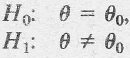 H₀: θ = θ₀,
H₁: θ ≠ θ₀